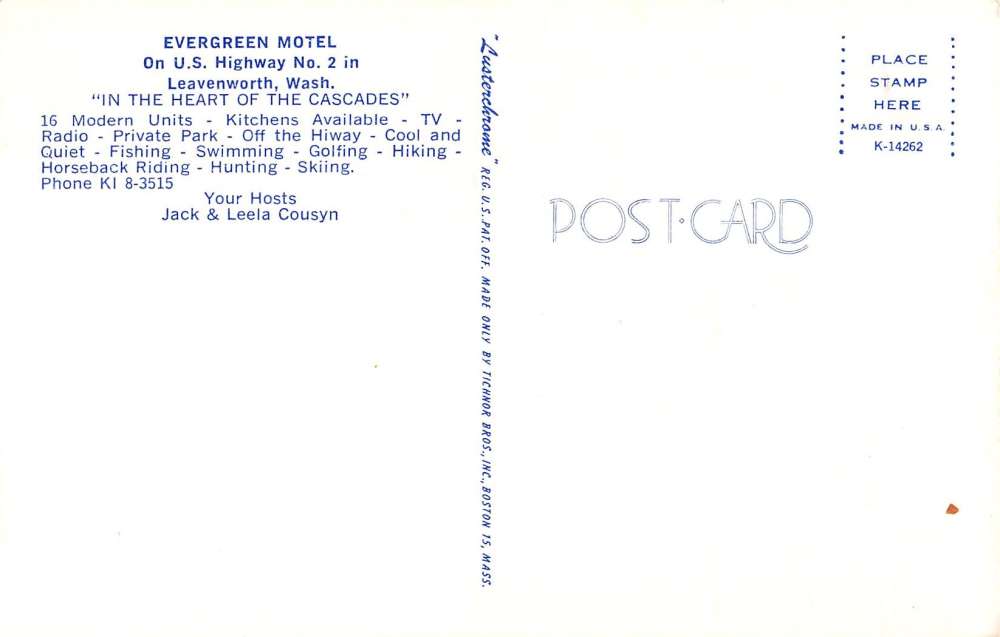 EVERGREEN MOTEL
On U.S. Highway No. 2 in
Leavenworth, Wash.
"IN THE HEART OF THE CASCADES"
16 Modern Units - Kitchens Available - TV -
Radio - Private Park - Off the Hiway - Cool and
Quiet - Fishing - Swimming - Golfing - Hiking -
Horseback Riding - Hunting - Skiing.
Phone KI 8-3515
Your Hosts
Jack & Leela Cousyn
"Lusterchrome" REG. U.S. PAT. OFF. MADE ONLY BY TICHNOR BROS., INC., BOSTON 15, MASS.
PLACE
STAMP
HERE
MADE IN U.S.A.
K-14262
POST·CARD